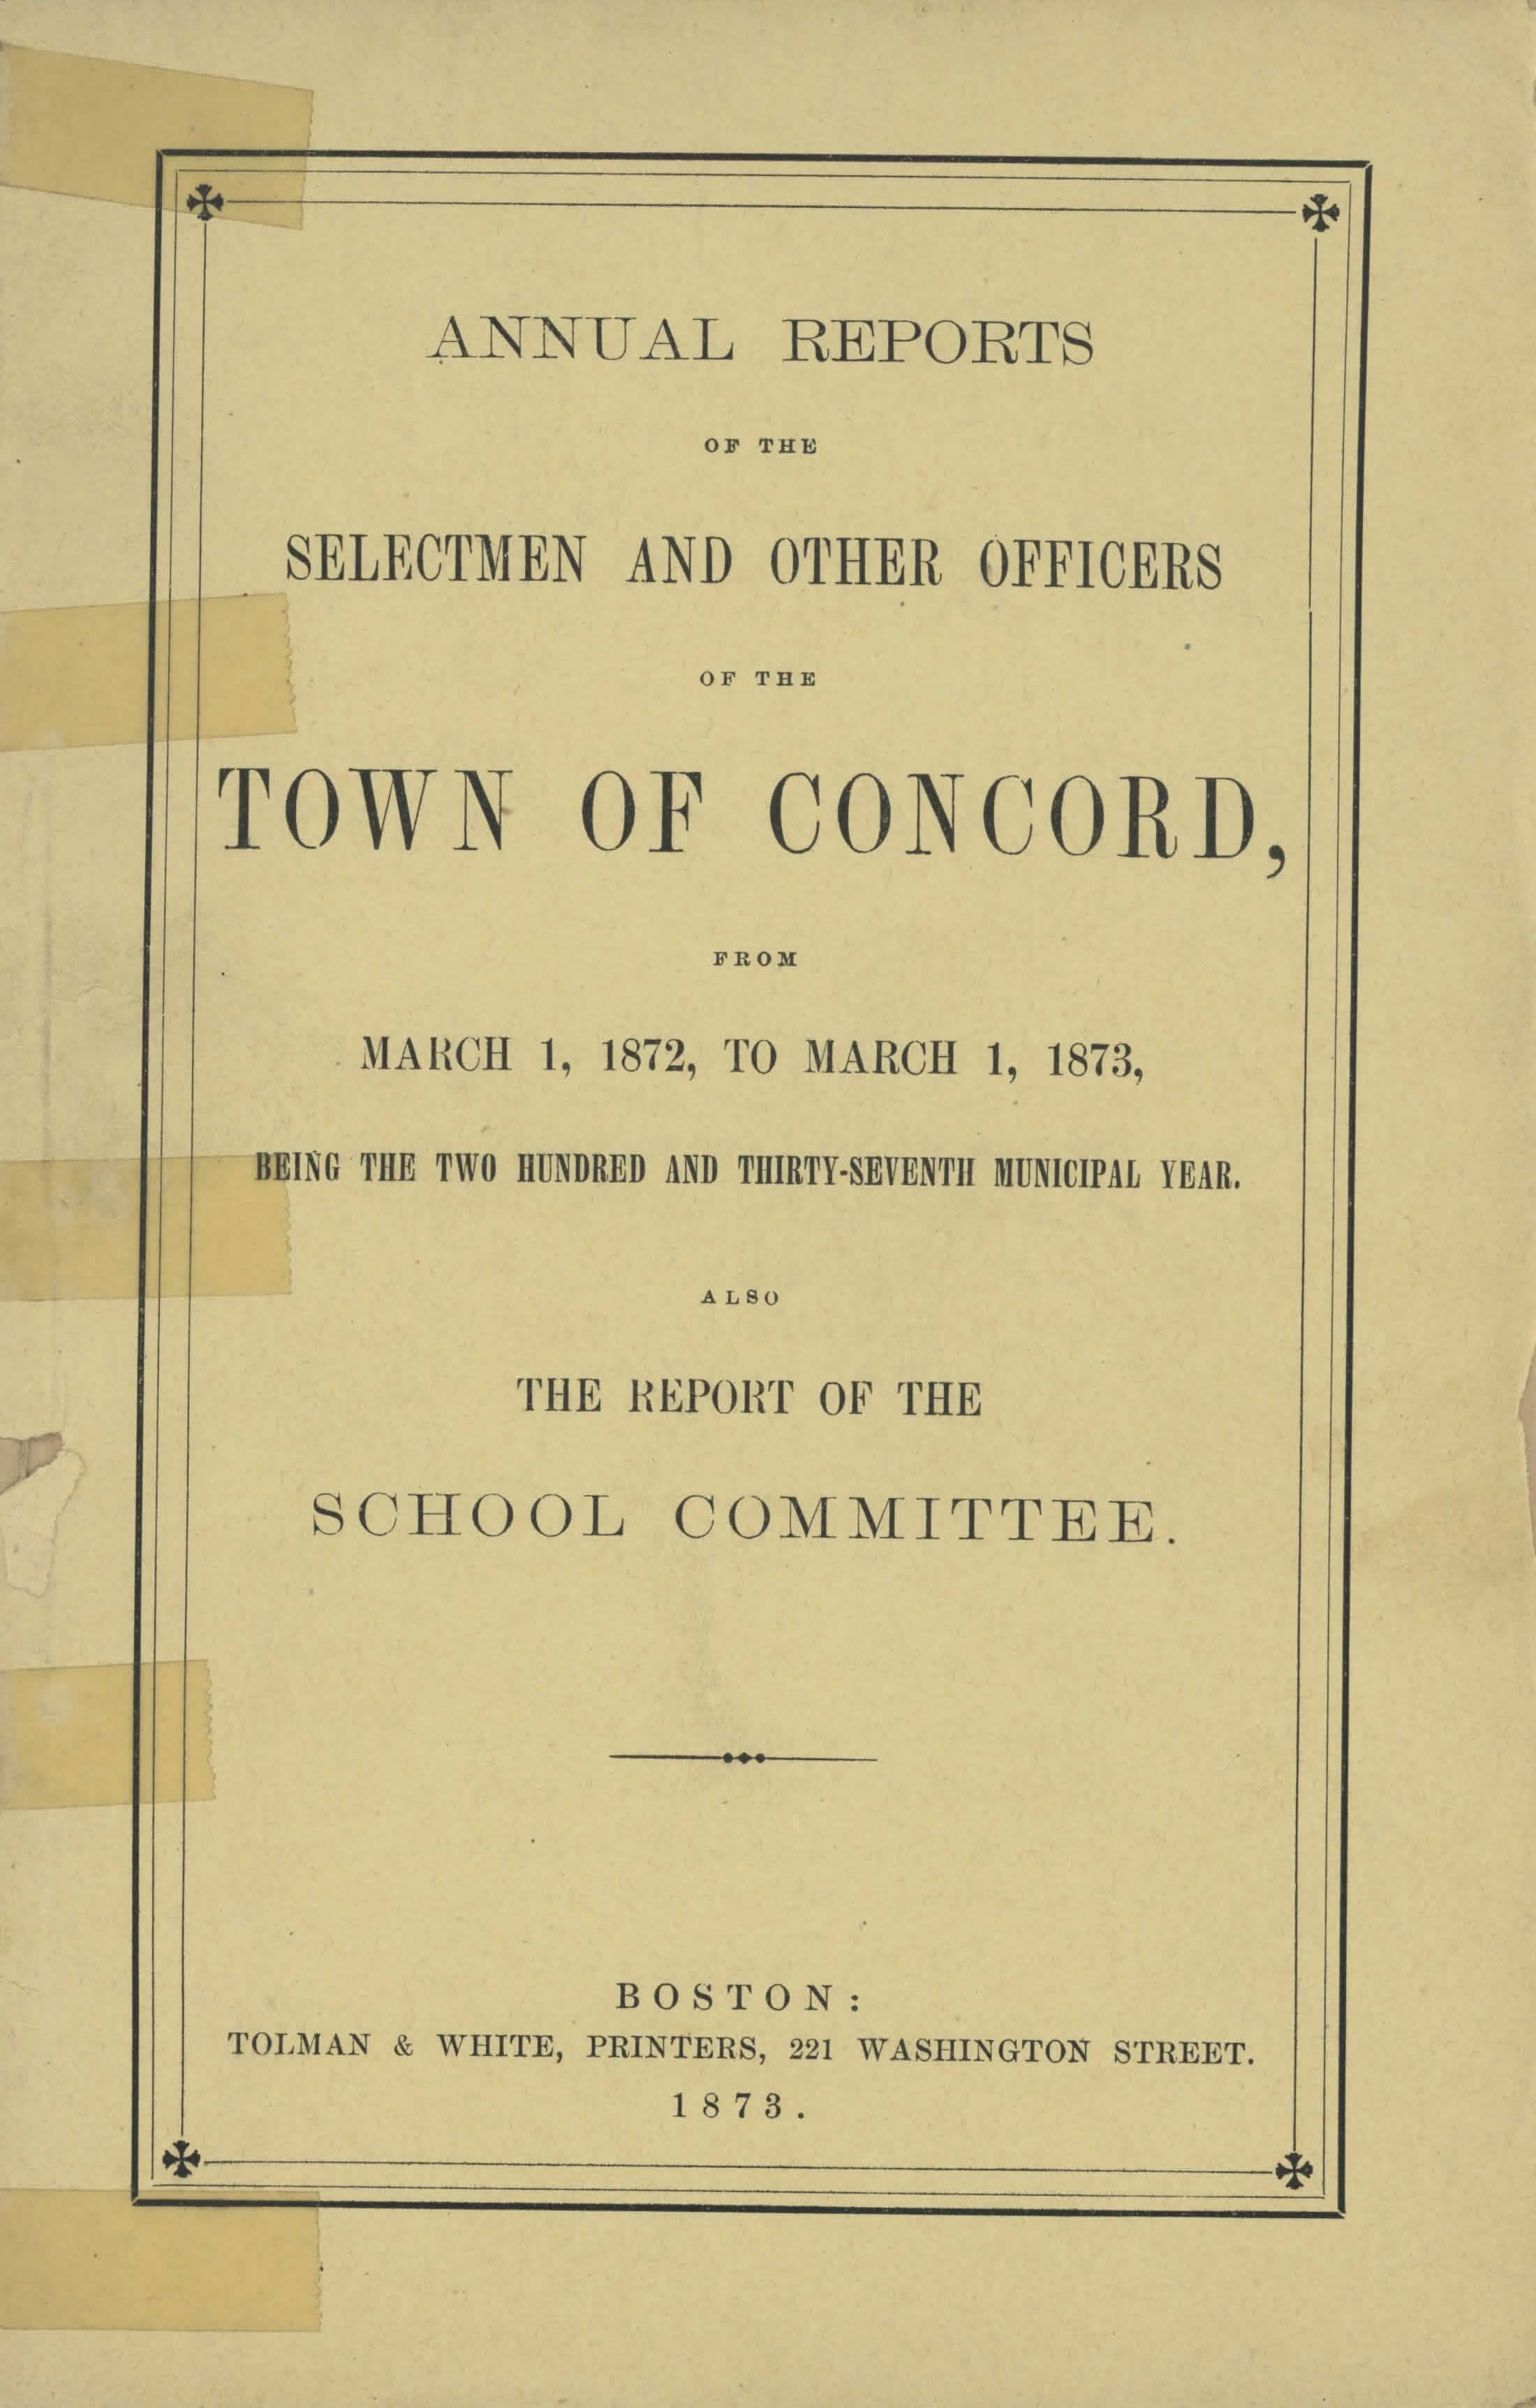 ANNUAL REPORTS
OF THE
SELECTMEN AND OTHER OFFICERS
OF THE
TOWN OF CONCORD,
FROM
MARCH 1, 1872, TO MARCH 1, 1873,
BEING THE TWO HUNDRED AND THIRTY-SEVENTH MUNICIPAL YEAR.
ALSO
THE REPORT OF THE
SCHOOL COMMITTEE.
BOSTON:
TOLMAN & WHITE, PRINTERS, 221 WASHINGTON STREET.
1873.